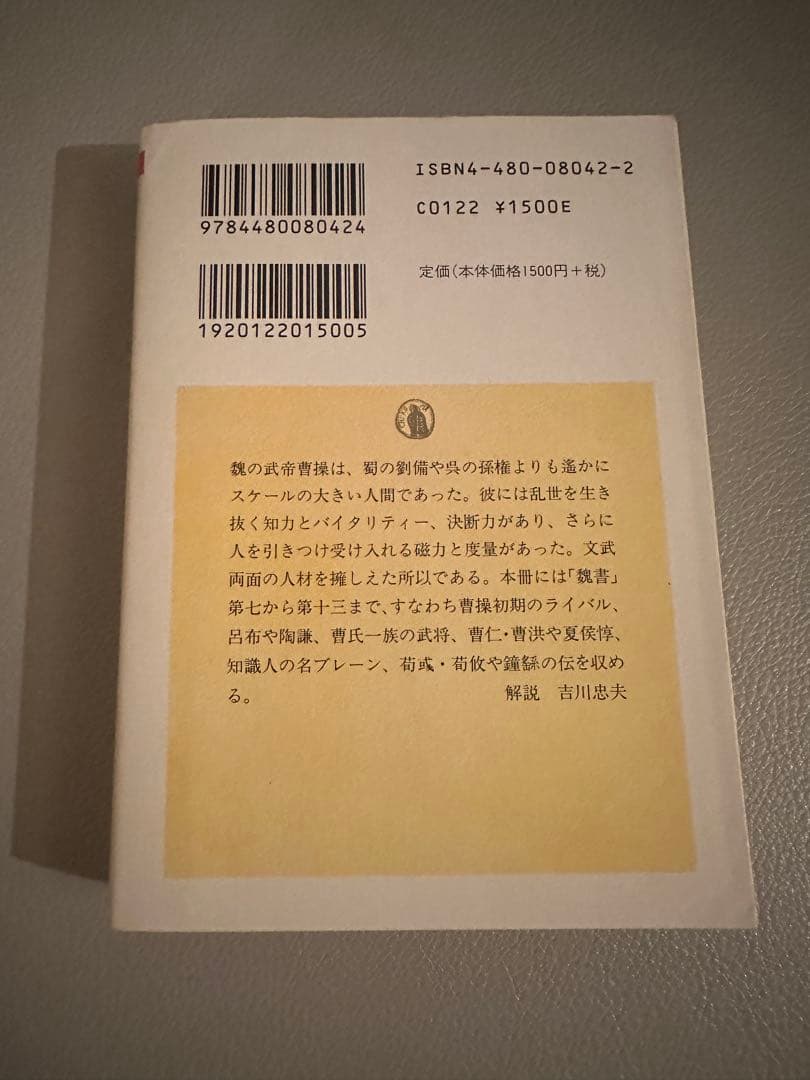 ISBN4-480-08042-2
9784480080424
C0122 ¥1500E
定価(本体価格1500円+税)
1920122015005
魏の武帝曹操は、蜀の劉備や呉の孫権よりも遙かに
スケールの大きい人間であった。彼には乱世を生き
抜く知力とバイタリティー、決断力があり、さらに
人を引きつけ受け入れる磁力と度量があった。文武
両面の人材を擁しえた所以である。本冊には「魏書」
第七から第十三まで、すなわち曹操初期のライバル、
呂布や陶謙、曹氏一族の武将、曹仁・曹洪や夏侯惇、
知識人の名ブレーン、荀彧・荀攸や鐘繇の伝を収め
る。 解説 吉川忠夫